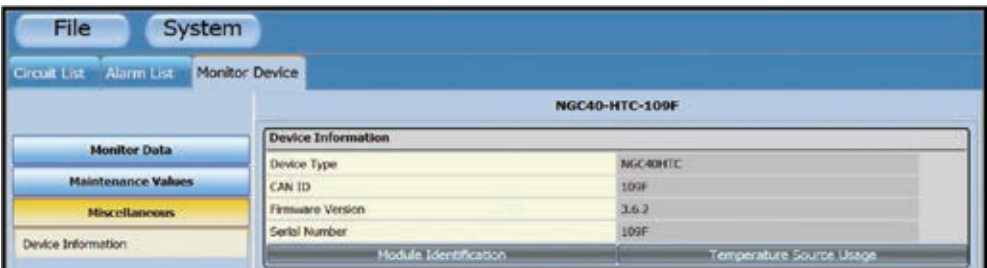 File System
Circuit List Alarm List Monitor Device
NGC40-HTC-109F
Monitor Data
Maintenance Values
Miscellaneous
Device Information
Device Information
Device Type NGC40HTC
CAN ID 109F
Firmware Version 3.6.2
Serial Number 109F
Module Identification Temperature Source Usage